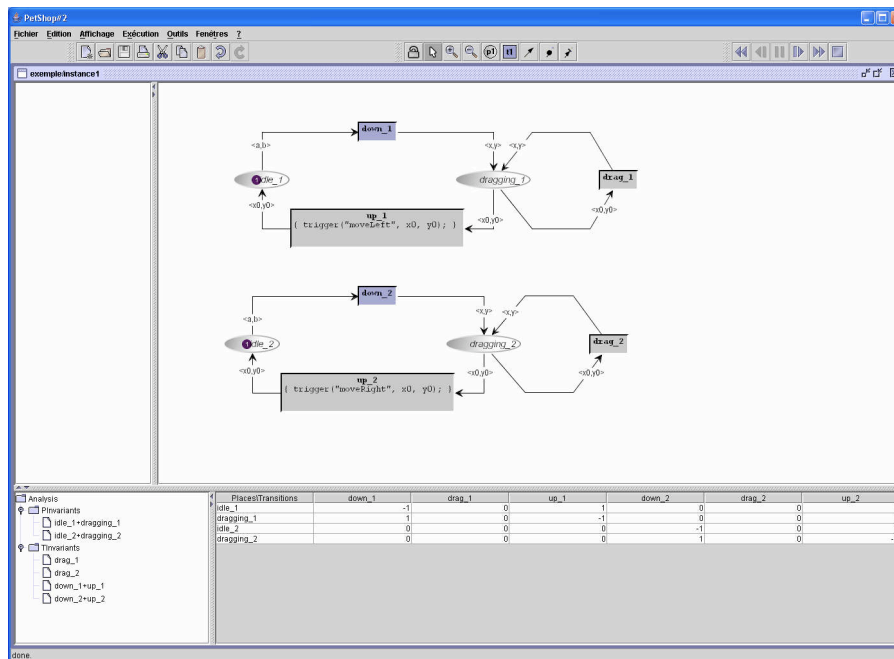 PetShop#2
Fichier Edition Affichage Exécution Outils Fenêtres ?
p1 t1
exemple/instance1
down_1
<a,b> <x,y> <x,y>
1 idle_1 dragging_1 drag_1
<x0,y0> <x0,y0> <x0,y0>
up_1
{ trigger("moveLeft", x0, y0); }
down_2
<a,b> <x,y> <x,y>
1 idle_2 dragging_2 drag_2
<x0,y0> <x0,y0> <x0,y0>
up_2
{ trigger("moveRight", x0, y0); }
Analysis
PInvariants
idle_1+dragging_1
idle_2+dragging_2
TInvariants
drag_1
drag_2
down_1+up_1
down_2+up_2
Places\Transitions down_1 drag_1 up_1 down_2 drag_2 up_2
idle_1 -1 0 1 0 0
dragging_1 1 0 -1 0 0
idle_2 0 0 0 -1 0
dragging_2 0 0 0 1 0 -
done.